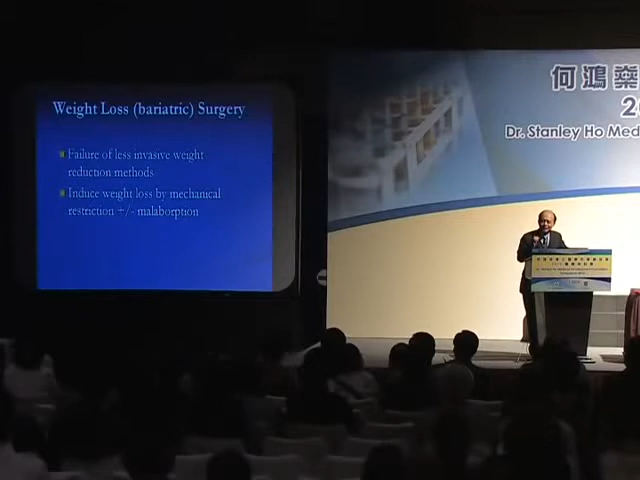 Weight Loss (bariatric) Surgery
Failure of less invasive weight
reduction methods
Induce weight loss by mechanical
restriction +/- malaborption
何鴻燊
Dr. Stanley Ho Med